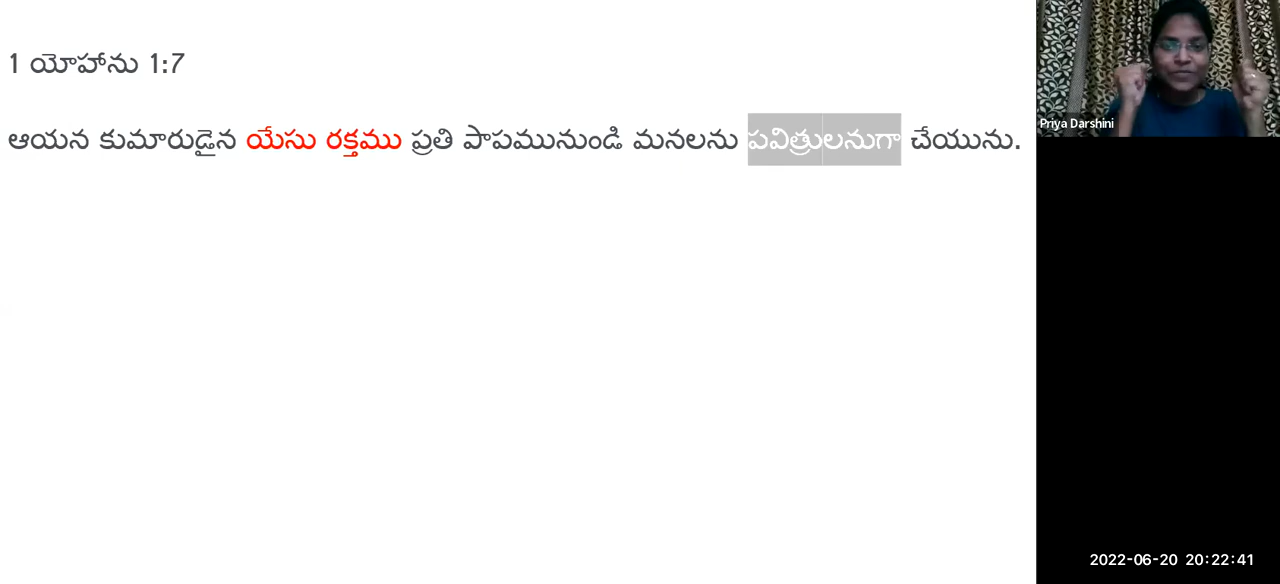 1 యోహాను 1:7
ఆయన కుమారుడైన యేసు రక్తము ప్రతి పాపమునుండి మనలను పవిత్రులనుగా చేయును.
Priya Darshini
2022-06-20 20:22:41